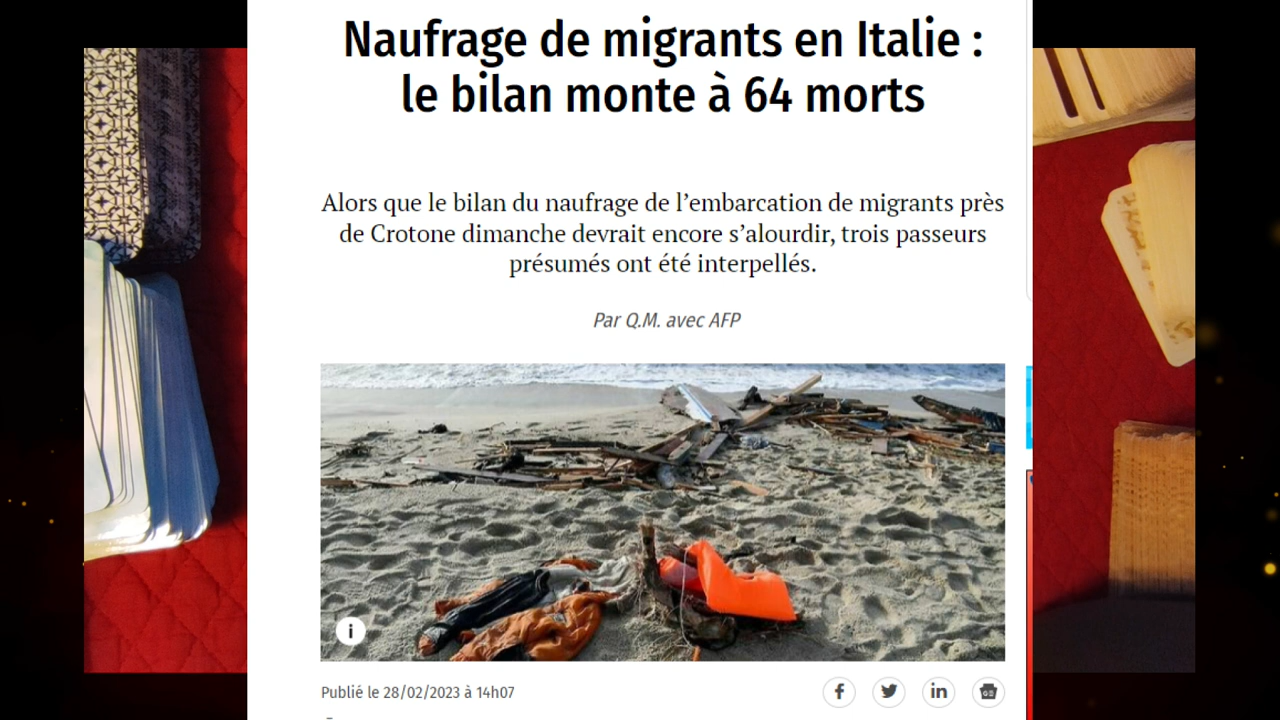 Naufrage de migrants en Italie :
le bilan monte à 64 morts
Alors que le bilan du naufrage de l’embarcation de migrants près
de Crotone dimanche devrait encore s’alourdir, trois passeurs
présumés ont été interpellés.
Par Q.M. avec AFP
i
Publié le 28/02/2023 à 14h07